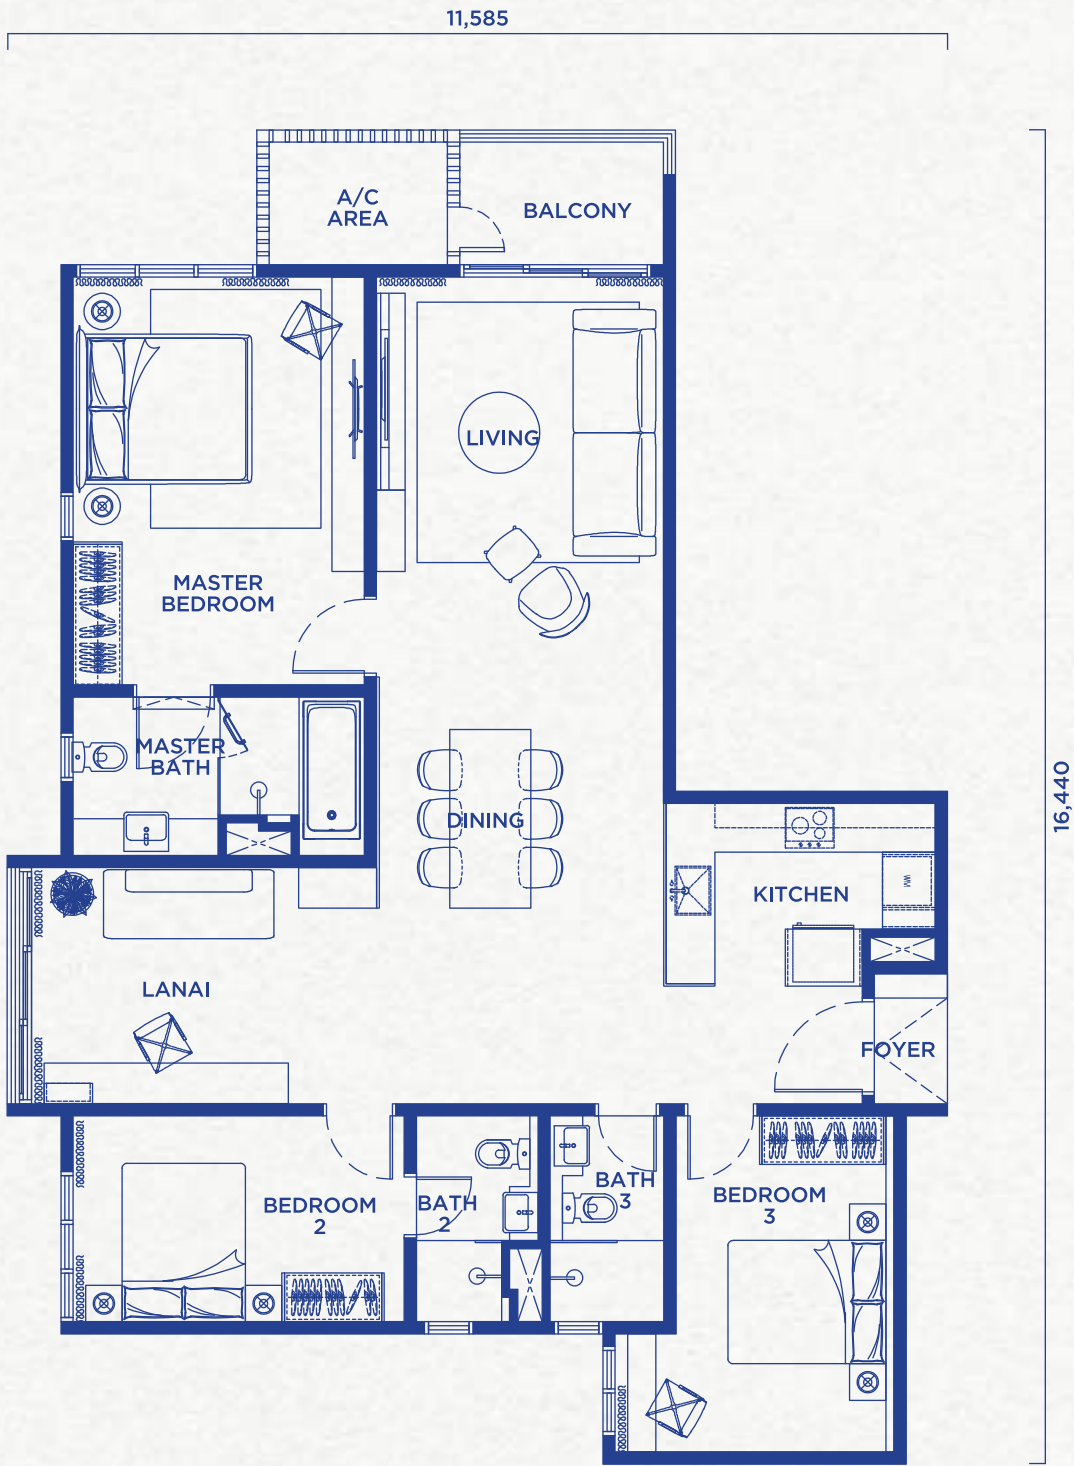 11,585
A/C
AREA
BALCONY
LIVING
MASTER
BEDROOM
MASTER
BATH
DINING
16,440
KITCHEN
WM
LANAI
FOYER
BEDROOM
2
BATH
2
BATH
3
BEDROOM
3